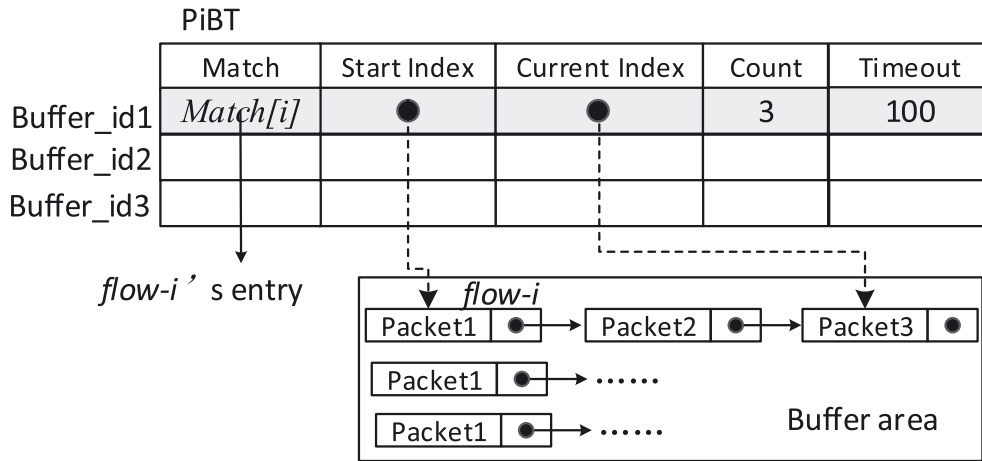 PiBT
Match Start Index Current Index Count Timeout
Buffer_id1 Match[i] 3 100
Buffer_id2
Buffer_id3
flow-i’s entry
flow-i
Packet1 Packet2 Packet3
Packet1 ······
Packet1 ······
Buffer area